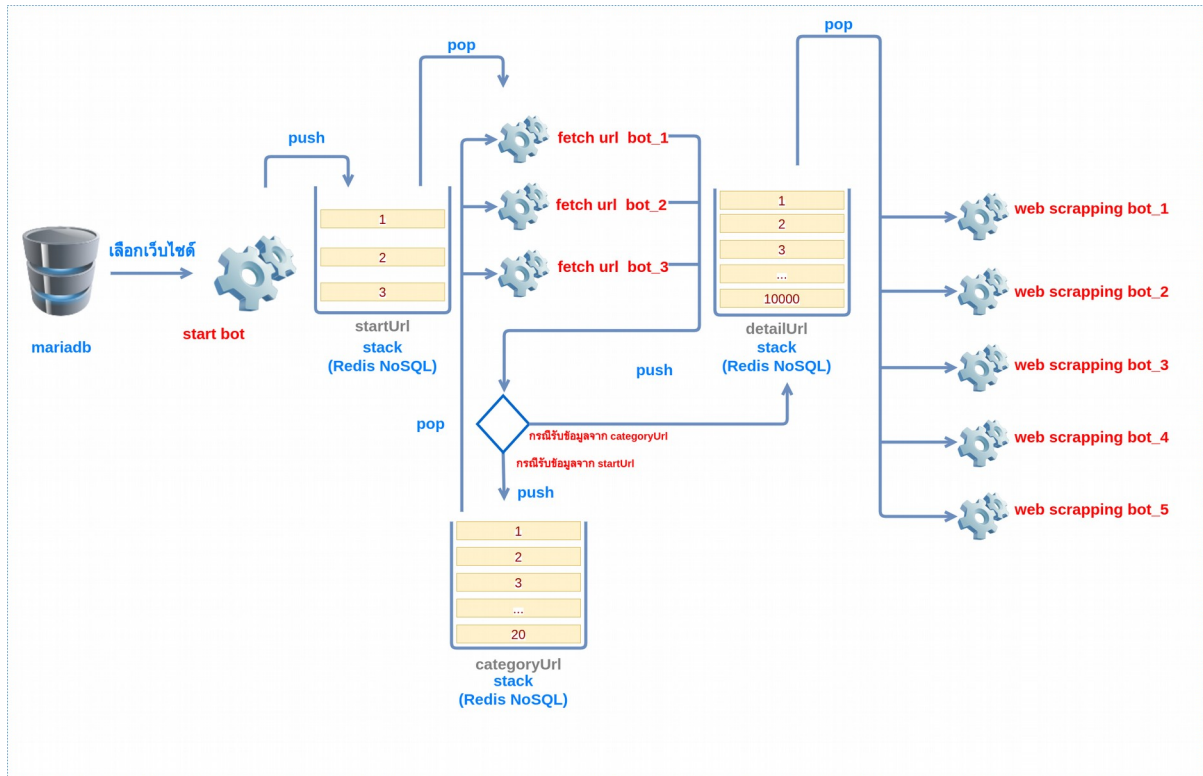 pop
pop
push
fetch url bot_1
fetch url bot_2
fetch url bot_3
เลือกเว็บไซต์
mariadb
start bot
1
2
3
startUrl
stack
(Redis NoSQL)
1
2
3
...
10000
detailUrl
stack
(Redis NoSQL)
web scrapping bot_1
web scrapping bot_2
web scrapping bot_3
web scrapping bot_4
web scrapping bot_5
push
pop
กรณีรับข้อมูลจาก categoryUrl
กรณีรับข้อมูลจาก startUrl
push
1
2
3
...
20
categoryUrl
stack
(Redis NoSQL)